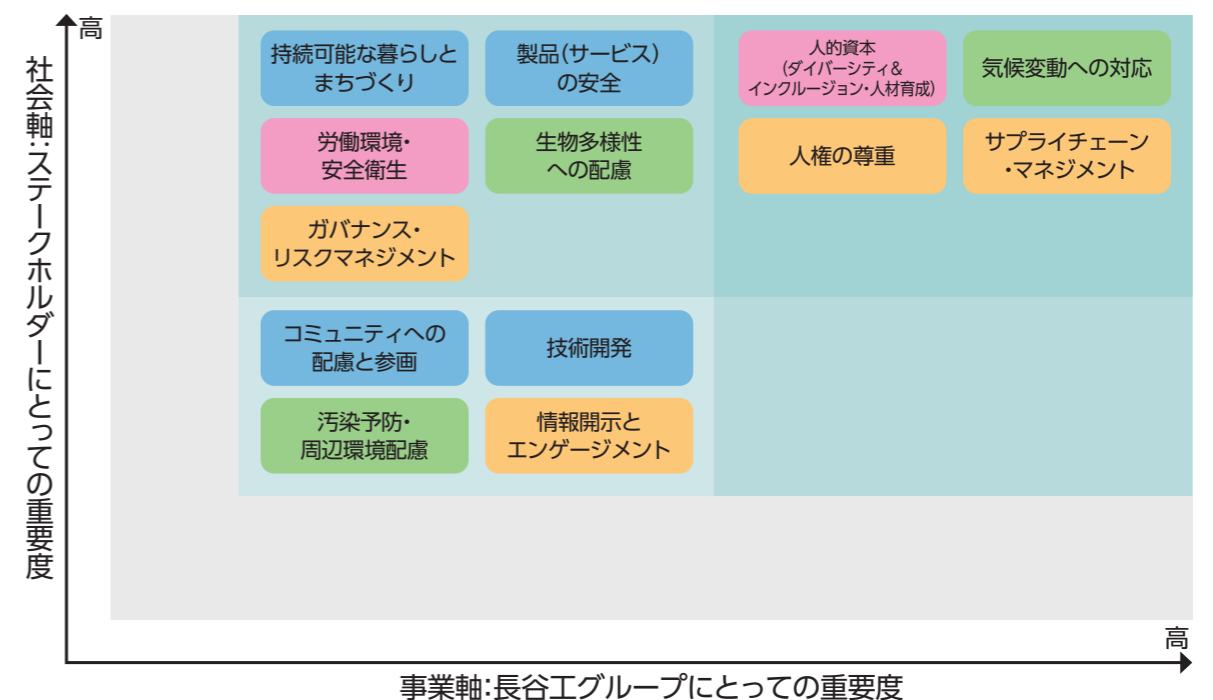 高
社会軸：ステークホルダーにとっての重要度
持続可能な暮らしと
まちづくり
製品(サービス)
の安全
人的資本
(ダイバーシティ&
インクルージョン・人材育成)
気候変動への対応
労働環境・
安全衛生
生物多様性
への配慮
人権の尊重
サプライチェーン
・マネジメント
ガバナンス・
リスクマネジメント
コミュニティへの
配慮と参画
技術開発
汚染予防・
周辺環境配慮
情報開示と
エンゲージメント
高
事業軸：長谷工グループにとっての重要度